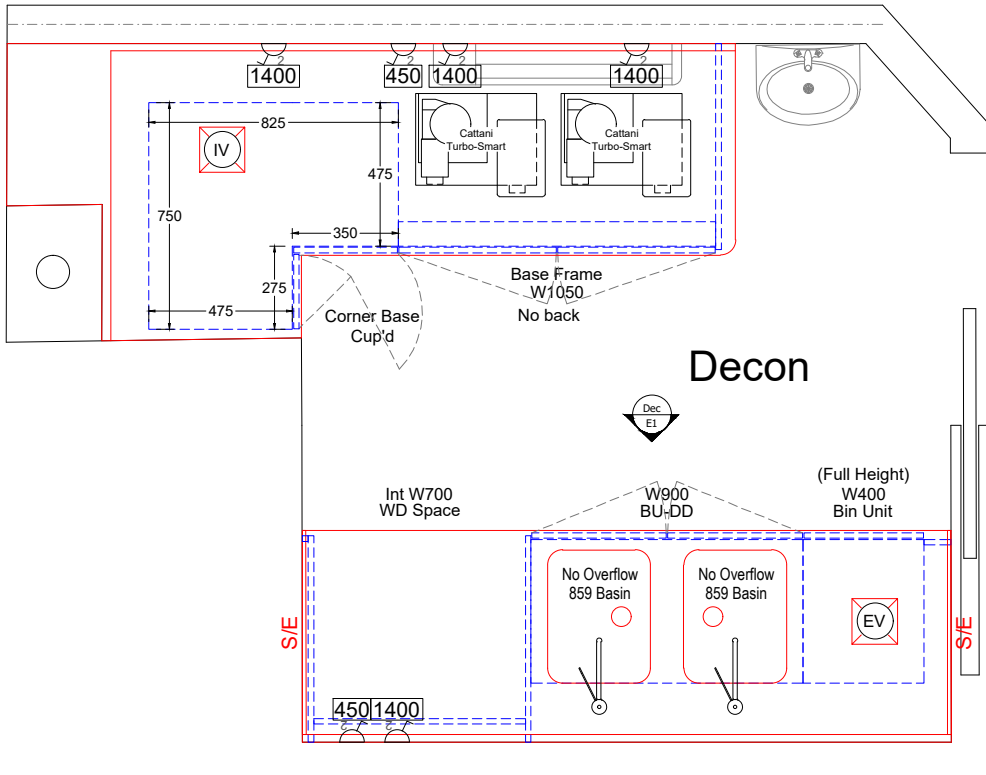 2
2
2
2
1400
450
1400
1400
825
IV
Cattani
Turbo-Smart
Cattani
Turbo-Smart
475
750
350
275
475
Base Frame
W1050
No back
Corner Base
Cup'd
Decon
Dec
E1
(Full Height)
W400
Bin Unit
Int W700
WD Space
W900
BU-DD
No Overflow
859 Basin
No Overflow
859 Basin
EV
S/E
S/E
450
1400
2
2